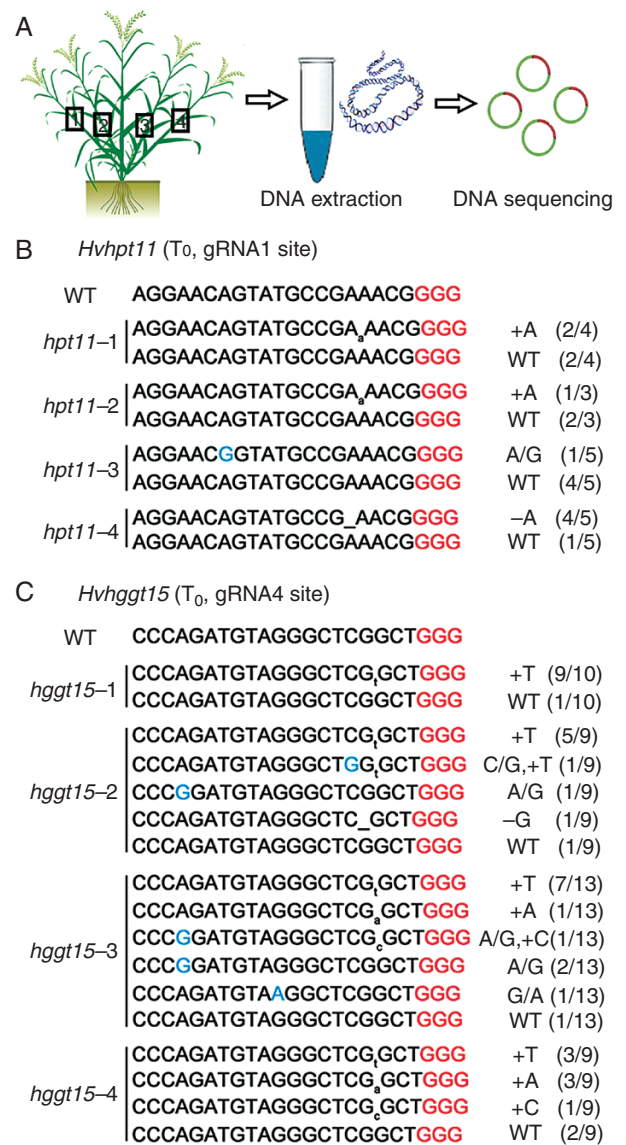 A
1 2 3 4
DNA extraction DNA sequencing
B Hvhpt11 (T0, gRNA1 site)
WT AGGAACAGTATGCCGAAACGGGG
hpt11–1
AGGAACAGTATGCCGAaAACGGGG +A (2/4)
AGGAACAGTATGCCGAAACGGGG WT (2/4)
hpt11–2
AGGAACAGTATGCCGAaAACGGGG +A (1/3)
AGGAACAGTATGCCGAAACGGGG WT (2/3)
hpt11–3
AGGAACGGTATGCCGAAACGGGG A/G (1/5)
AGGAACAGTATGCCGAAACGGGG WT (4/5)
hpt11–4
AGGAACAGTATGCCG_AACGGGG –A (4/5)
AGGAACAGTATGCCGAAACGGGG WT (1/5)
C Hvhggt15 (T0, gRNA4 site)
WT CCCAGATGTAGGGCTCGGCTGGG
hggt15–1
CCCAGATGTAGGGCTCGtGCTGGG +T (9/10)
CCCAGATGTAGGGCTCGGCTGGG WT (1/10)
hggt15–2
CCCAGATGTAGGGCTCGtGCTGGG +T (5/9)
CCCAGATGTAGGGCTGGtGCTGGG C/G,+T (1/9)
CCCGGATGTAGGGCTCGGCTGGG A/G (1/9)
CCCAGATGTAGGGCTC_GCTGGG –G (1/9)
CCCAGATGTAGGGCTCGGCTGGG WT (1/9)
hggt15–3
CCCAGATGTAGGGCTCGtGCTGGG +T (7/13)
CCCAGATGTAGGGCTCGaGCTGGG +A (1/13)
CCCGGATGTAGGGCTCGcGCTGGG A/G,+C(1/13)
CCCGGATGTAGGGCTCGGCTGGG A/G (2/13)
CCCAGATGTAAGGCTCGGCTGGG G/A (1/13)
CCCAGATGTAGGGCTCGGCTGGG WT (1/13)
hggt15–4
CCCAGATGTAGGGCTCGtGCTGGG +T (3/9)
CCCAGATGTAGGGCTCGaGCTGGG +A (3/9)
CCCAGATGTAGGGCTCGcGCTGGG +C (1/9)
CCCAGATGTAGGGCTCGGCTGGG WT (2/9)